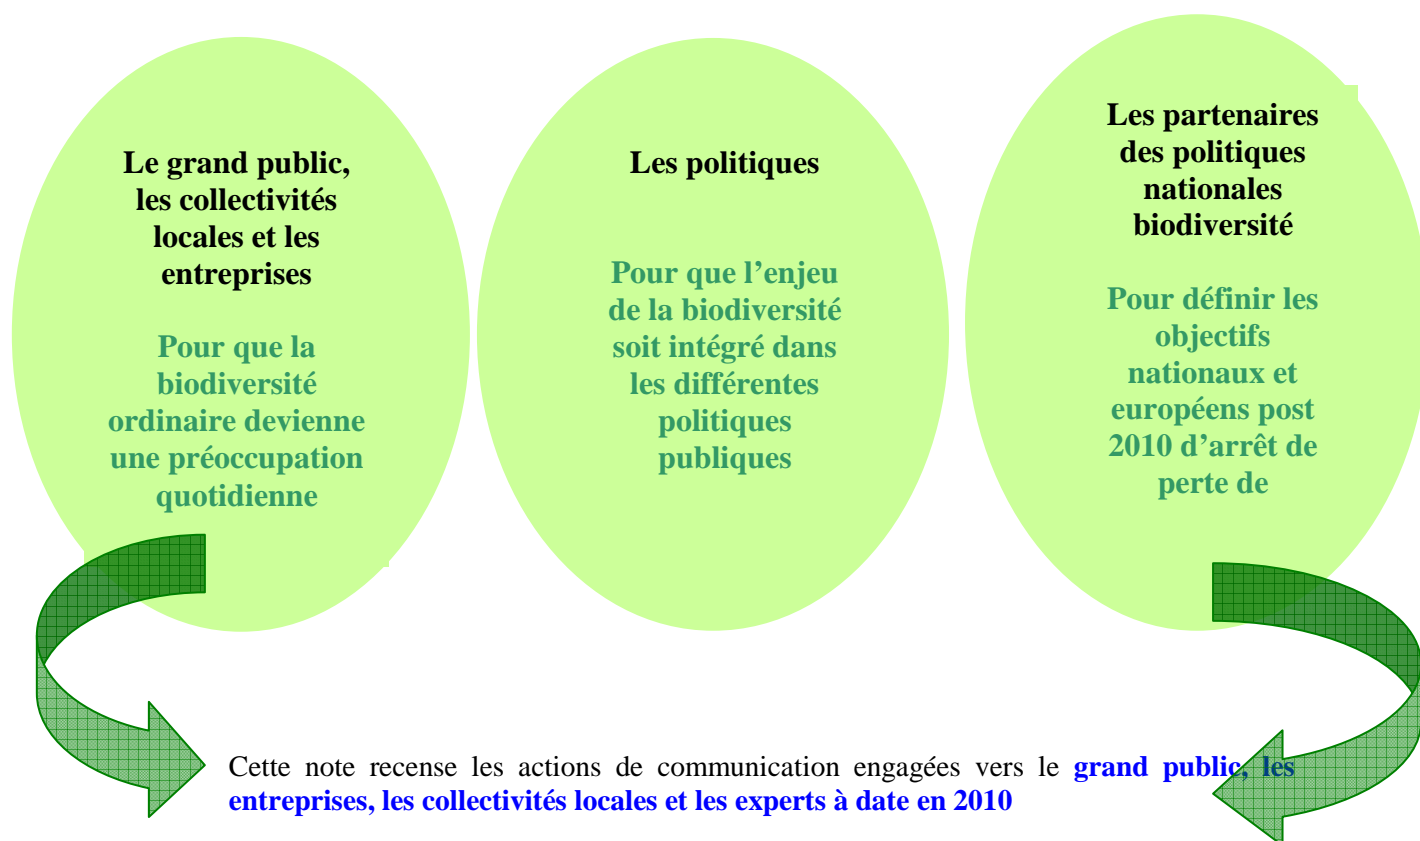 Le grand public,
les collectivités
locales et les
entreprises
Pour que la
biodiversité
ordinaire devienne
une préoccupation
quotidienne
Les politiques
Pour que l’enjeu
de la biodiversité
soit intégré dans
les différentes
politiques
publiques
Les partenaires
des politiques
nationales
biodiversité
Pour définir les
objectifs
nationaux et
européens post
2010 d’arrêt de
perte de
Cette note recense les actions de communication engagées vers le grand public, les
entreprises, les collectivités locales et les experts à date en 2010